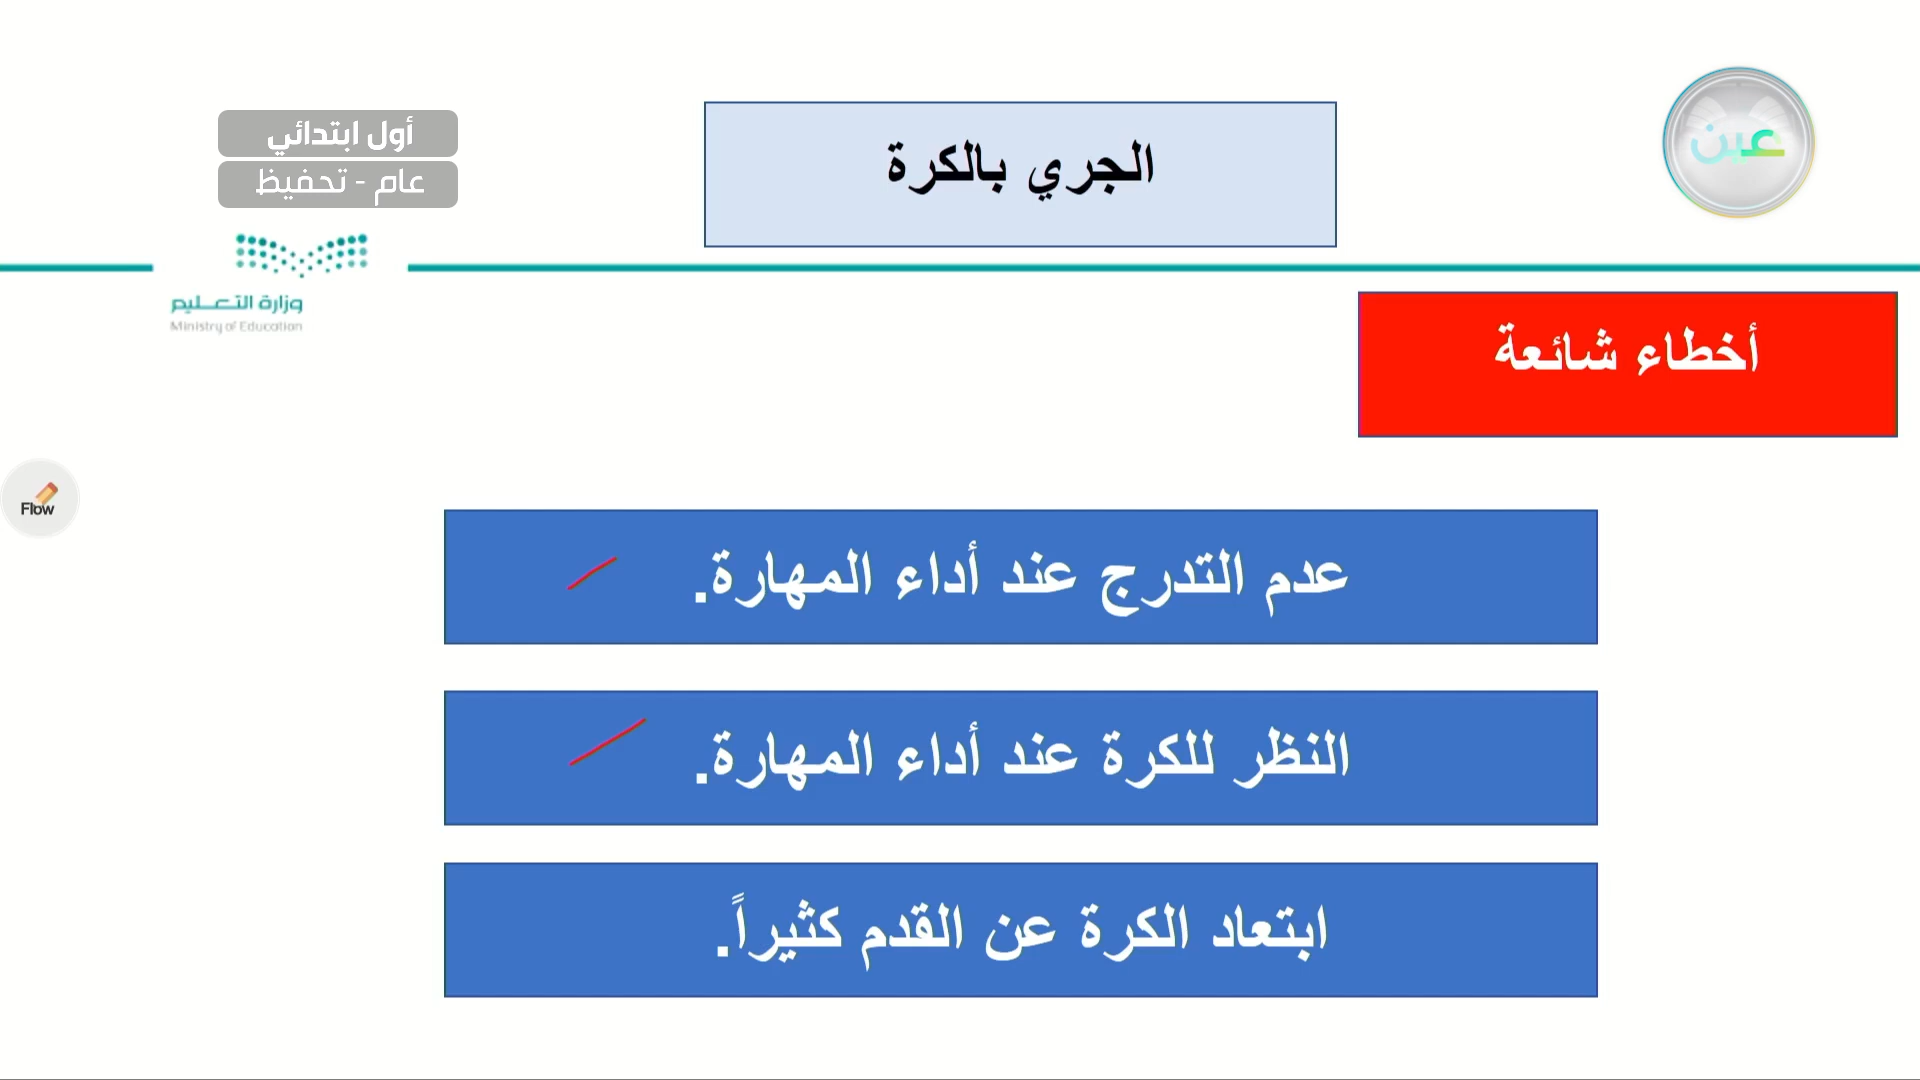 أول ابتدائي
عام - تحفيظ
الجري بالكرة
عين
وزارة التعليم
Ministry of Education
أخطاء شائعة
Flow
عدم التدرج عند أداء المهارة.
النظر للكرة عند أداء المهارة.
ابتعاد الكرة عن القدم كثيراً.